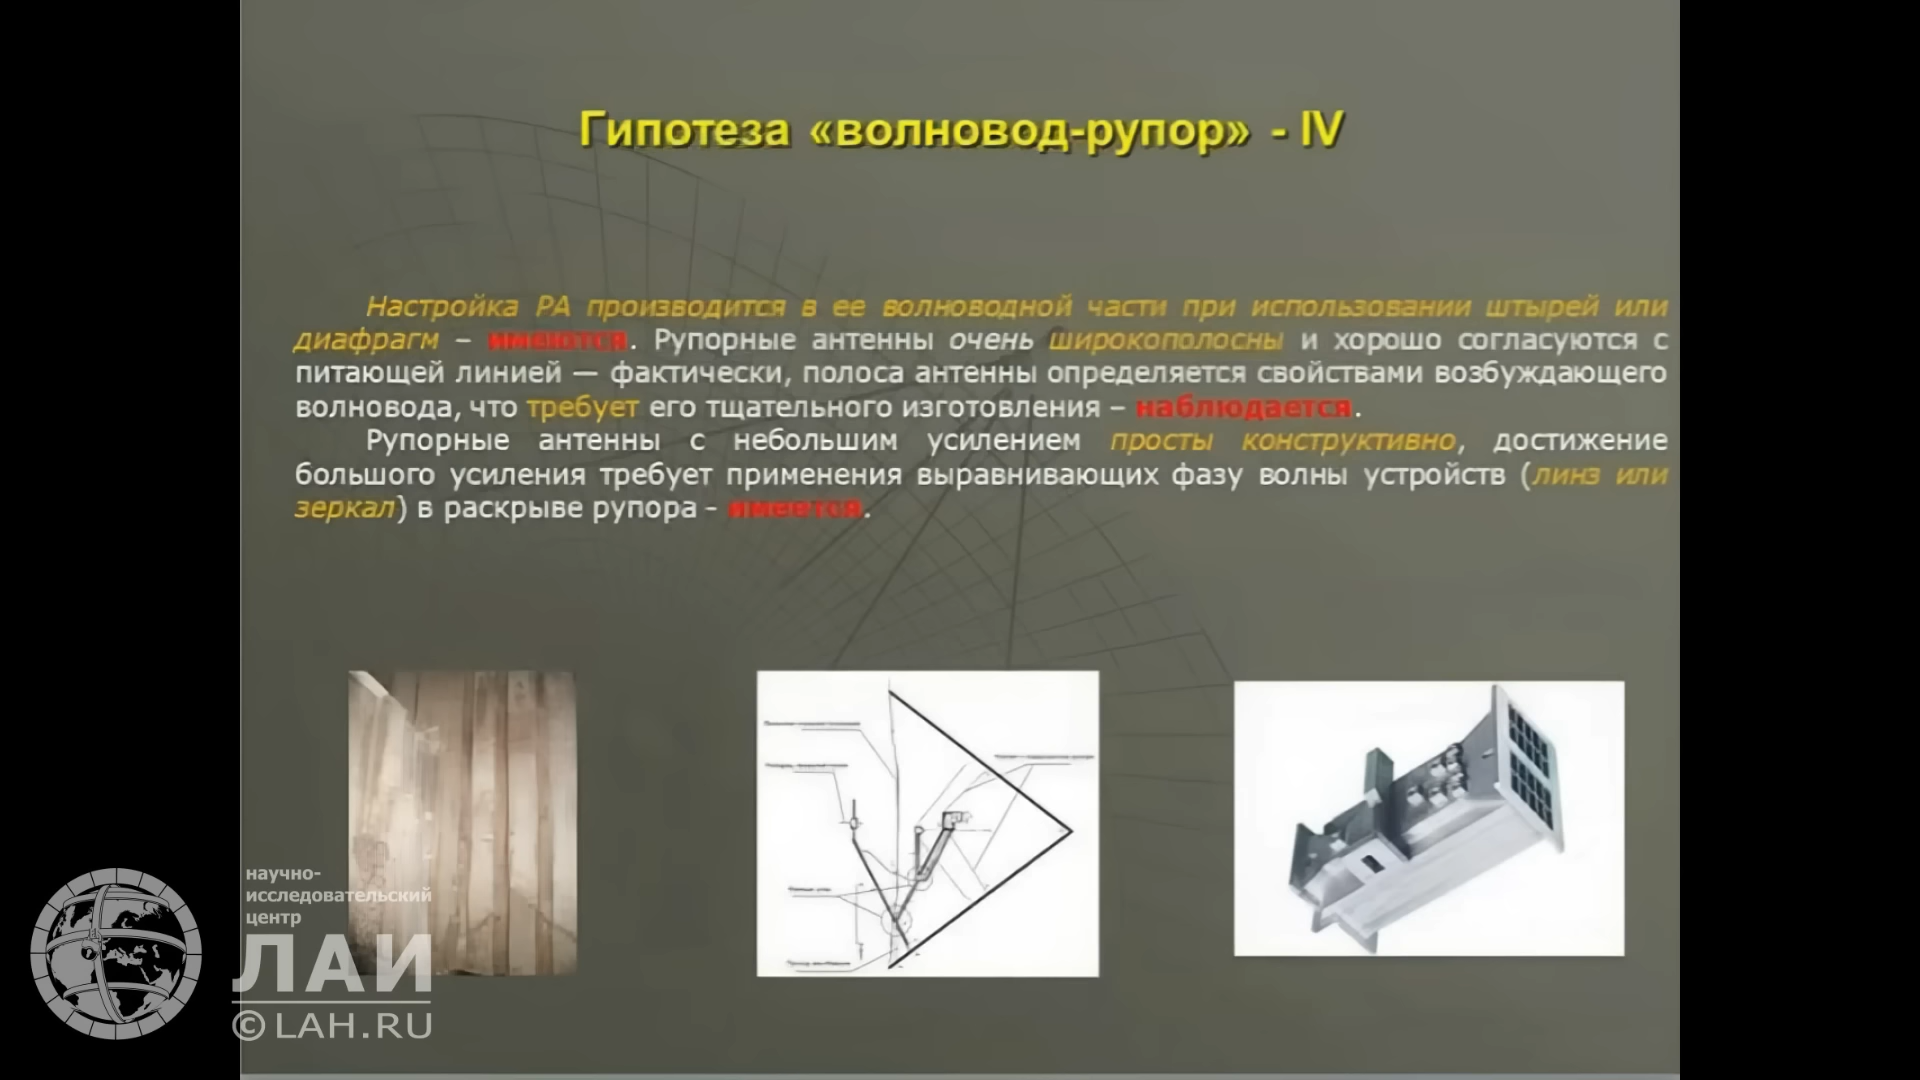 Гипотеза «волновод-рупор» - IV
Настройка РА производится в ее волноводной части при использовании штырей или
диафрагм – имеются. Рупорные антенны очень широкополосны и хорошо согласуются с
питающей линией — фактически, полоса антенны определяется свойствами возбуждающего
волновода, что требует его тщательного изготовления – наблюдается.
Рупорные антенны с небольшим усилением просты конструктивно, достижение
большого усиления требует применения выравнивающих фазу волны устройств (линз или
зеркал) в раскрыве рупора - имеется.
научно-
исследовательский
центр
ЛАИ
©LAH.RU